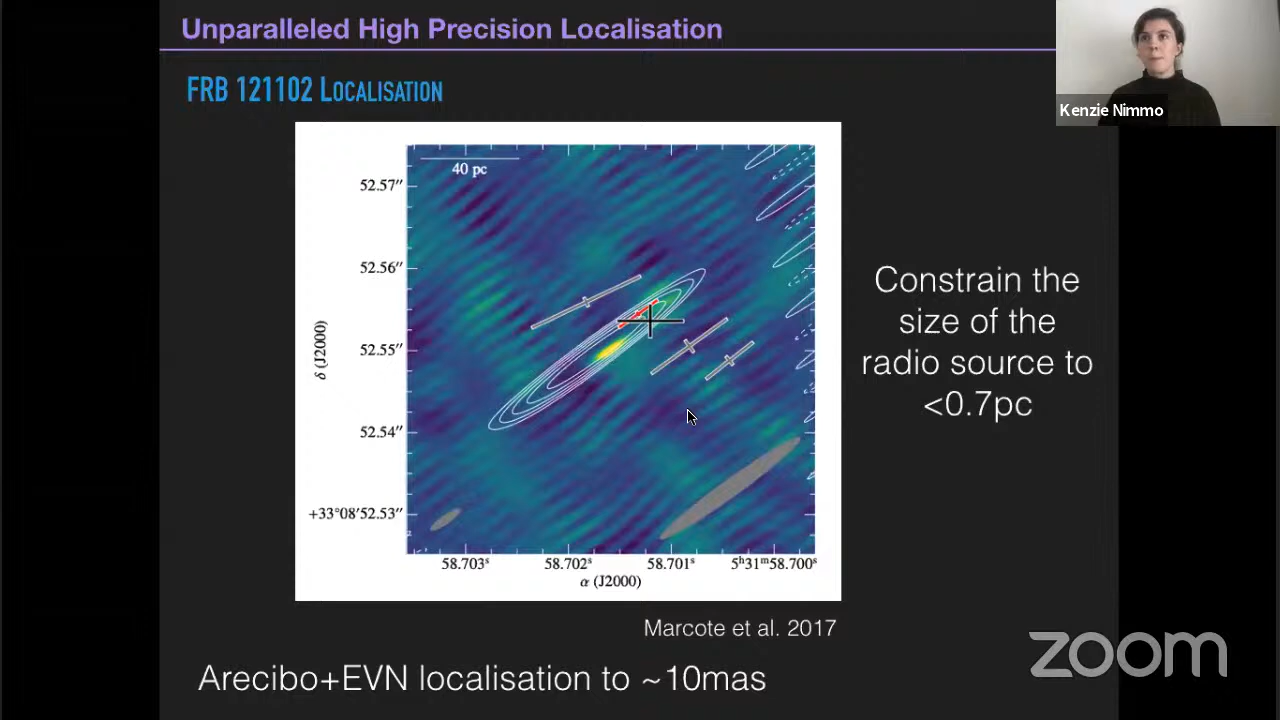 Unparalleled High Precision Localisation
FRB 121102 Localisation
Kenzie Nimmo
40 pc
52.57″
52.56″
52.55″
52.54″
+33°08′52.53″
δ (J2000)
58.703ˢ
58.702ˢ
58.701ˢ
5ʰ31ᵐ58.700ˢ
α (J2000)
Constrain the
size of the
radio source to
<0.7pc
Marcote et al. 2017
Arecibo+EVN localisation to ~10mas
zoom